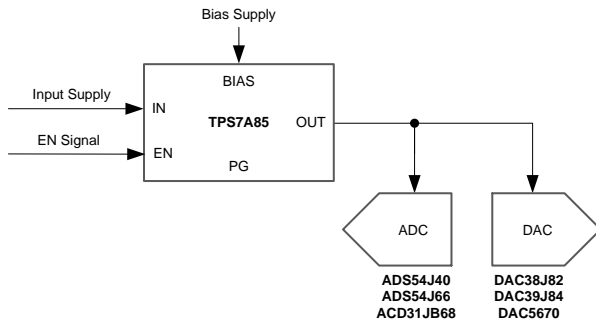 Bias Supply
BIAS
Input Supply
IN
TPS7A85
OUT
EN Signal
EN
PG
ADC
DAC
ADS54J40
DAC38J82
ADS54J66
DAC39J84
ACD31JB68
DAC5670